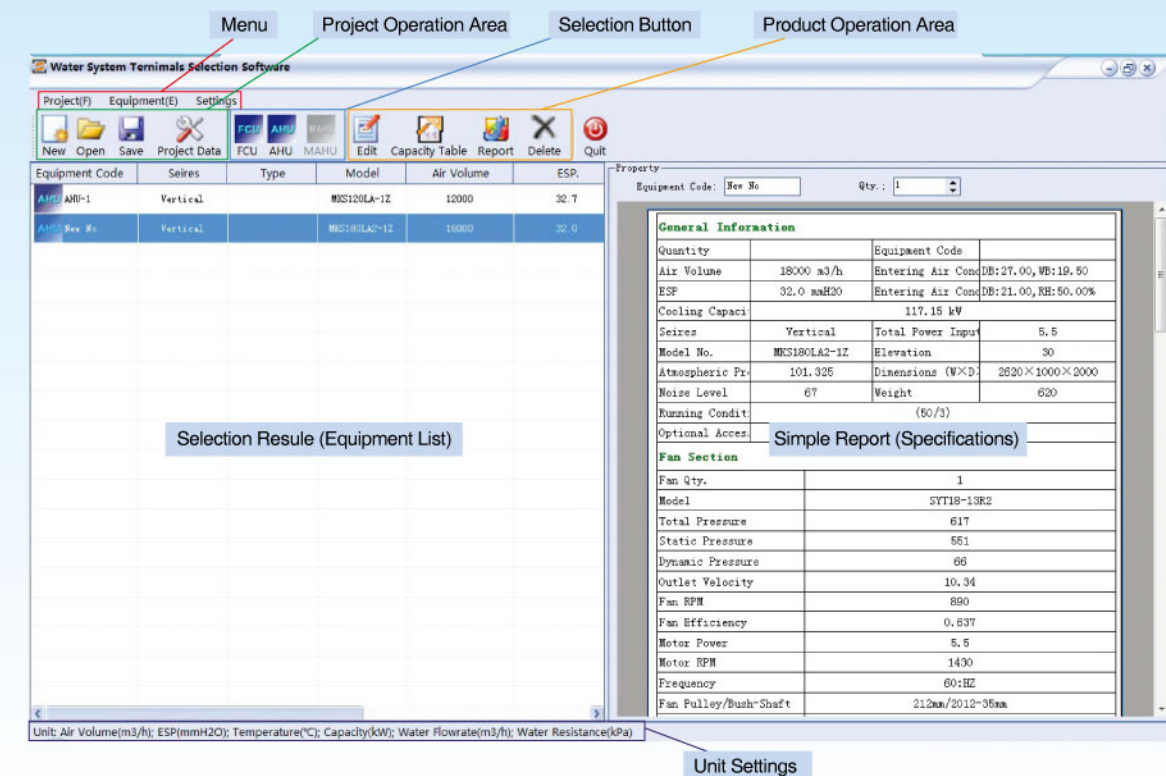 Menu Project Operation Area Selection Button Product Operation Area
Water System Ternimals Selection Software
Project(F) Equipment(E) Settings
FCU AHU MAHU
New Open Save Project Data FCU AHU MAHU Edit Capacity Table Report Delete Quit
Equipment Code Seires Type Model Air Volume ESP.
AHU AHU-1 Vertical MKS120LA-1Z 12000 32.7
AHU New No Vertical MKS180LA2-1Z 18000 32.0
Selection Resule (Equipment List)
Property
Equipment Code: New No Qty.: 1
General Information
Quantity Equipment Code
Air Volume 18000 m3/h Entering Air Cond DB:27.00,WB:19.50
ESP 32.0 mmH20 Entering Air Cond DB:21.00,RH:50.00%
Cooling Capaci 117.15 kW
Seires Vertical Total Power Input 5.5
Model No. MKS180LA2-1Z Elevation 30
Atmospheric Pr 101.325 Dimensions (W×D 2620×1000×2000
Noise Level 67 Weight 620
Running Condit (50/3)
Optional Acces
Simple Report (Specifications)
Fan Section
Fan Qty. 1
Model SYT18-13R2
Total Pressure 617
Static Pressure 551
Dynamic Pressure 66
Outlet Velocity 10.34
Fan RPM 890
Fan Efficiency 0.637
Motor Power 5.5
Motor RPM 1430
Frequency 60:HZ
Fan Pulley/Bush-Shaft 212mm/2012-35mm
Unit: Air Volume(m3/h); ESP(mmH2O); Temperature(℃); Capacity(kW); Water Flowrate(m3/h); Water Resistance(kPa)
Unit Settings